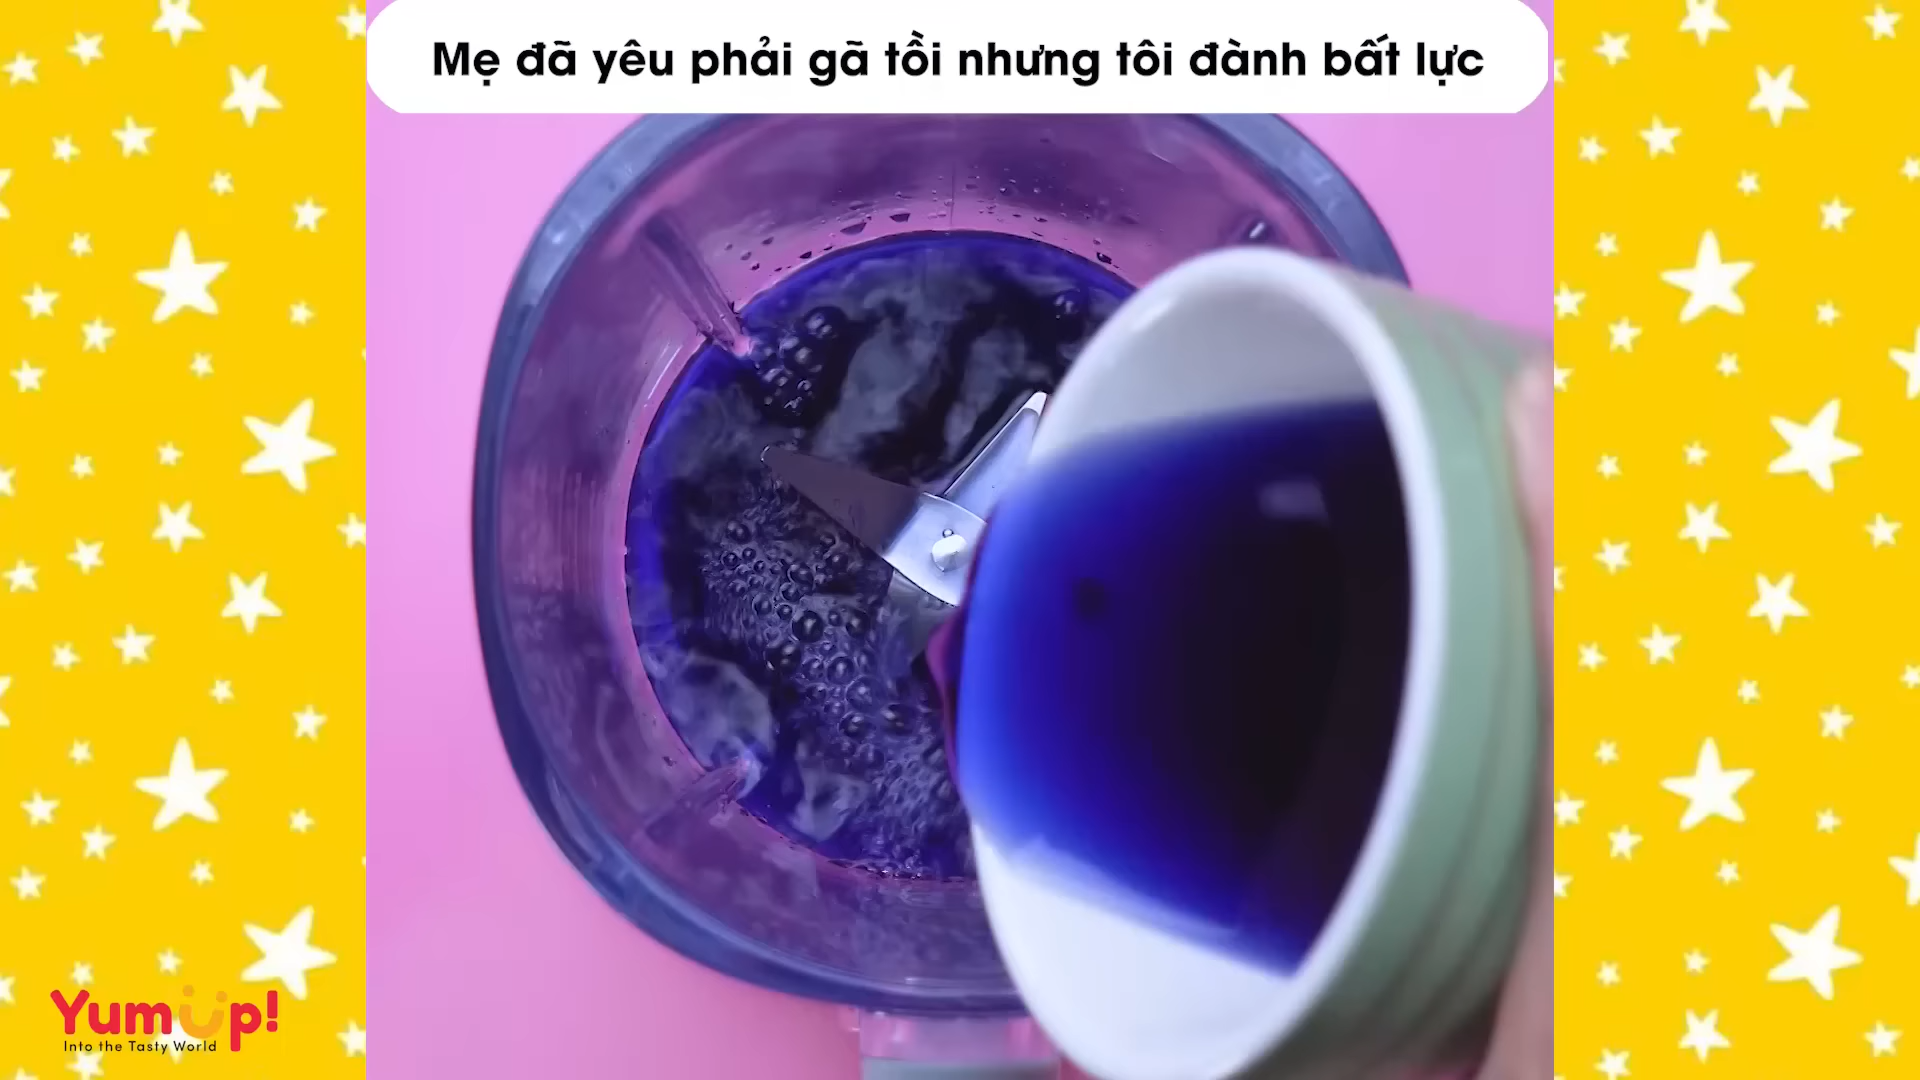 Mẹ đã yêu phải gã tồi nhưng tôi đành bất lực
YumUp!
Into the Tasty World